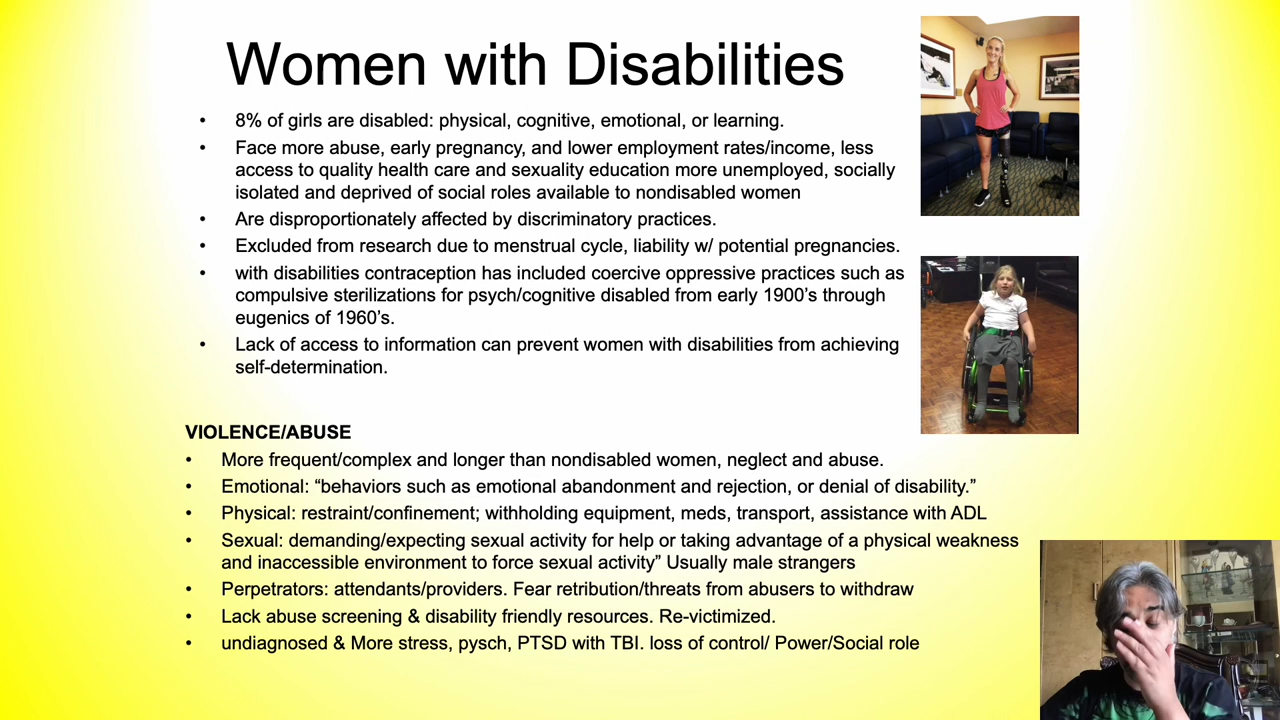 Women with Disabilities
• 8% of girls are disabled: physical, cognitive, emotional, or learning.
• Face more abuse, early pregnancy, and lower employment rates/income, less
access to quality health care and sexuality education more unemployed, socially
isolated and deprived of social roles available to nondisabled women
• Are disproportionately affected by discriminatory practices.
• Excluded from research due to menstrual cycle, liability w/ potential pregnancies.
• with disabilities contraception has included coercive oppressive practices such as
compulsive sterilizations for psych/cognitive disabled from early 1900’s through
eugenics of 1960’s.
• Lack of access to information can prevent women with disabilities from achieving
self-determination.
VIOLENCE/ABUSE
• More frequent/complex and longer than nondisabled women, neglect and abuse.
• Emotional: “behaviors such as emotional abandonment and rejection, or denial of disability.”
• Physical: restraint/confinement; withholding equipment, meds, transport, assistance with ADL
• Sexual: demanding/expecting sexual activity for help or taking advantage of a physical weakness
and inaccessible environment to force sexual activity” Usually male strangers
• Perpetrators: attendants/providers. Fear retribution/threats from abusers to withdraw
• Lack abuse screening & disability friendly resources. Re-victimized.
• undiagnosed & More stress, pysch, PTSD with TBI. loss of control/ Power/Social role